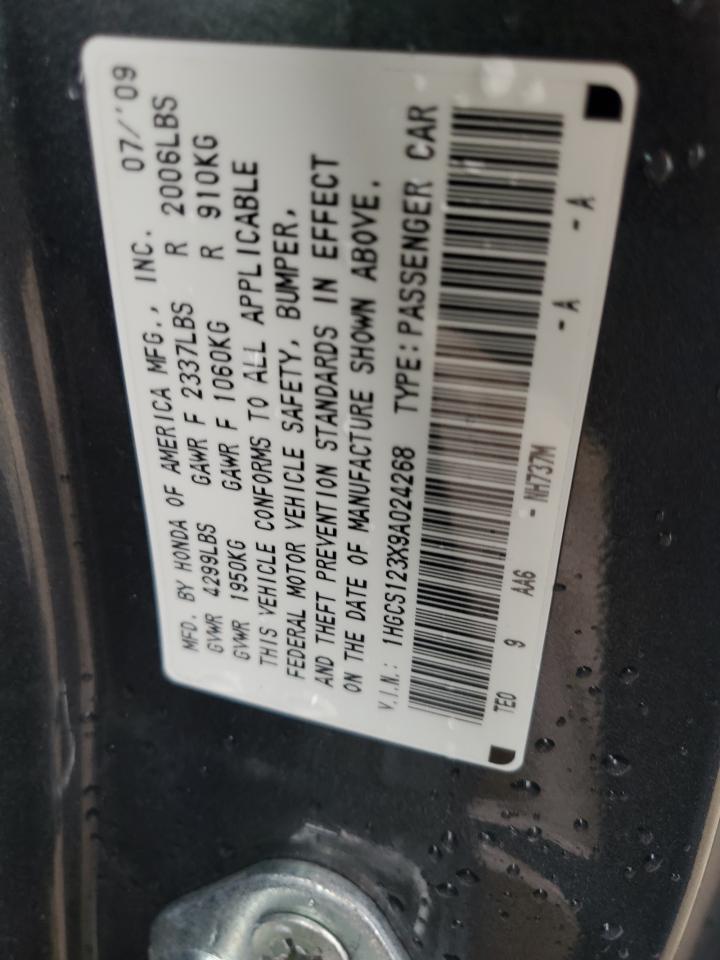 MFD. BY HONDA OF AMERICA MFG., INC. 07/'09
GVWR 4299LBS GAWR F 2337LBS R 2006LBS
GVWR 1950KG GAWR F 1060KG R 910KG
THIS VEHICLE CONFORMS TO ALL APPLICABLE
FEDERAL MOTOR VEHICLE SAFETY, BUMPER,
AND THEFT PREVENTION STANDARDS IN EFFECT
ON THE DATE OF MANUFACTURE SHOWN ABOVE.
V.I.N.: 1HGCS123X9A024268 TYPE:PASSENGER CAR
TE0 9 AA6 - NH737M - A - A